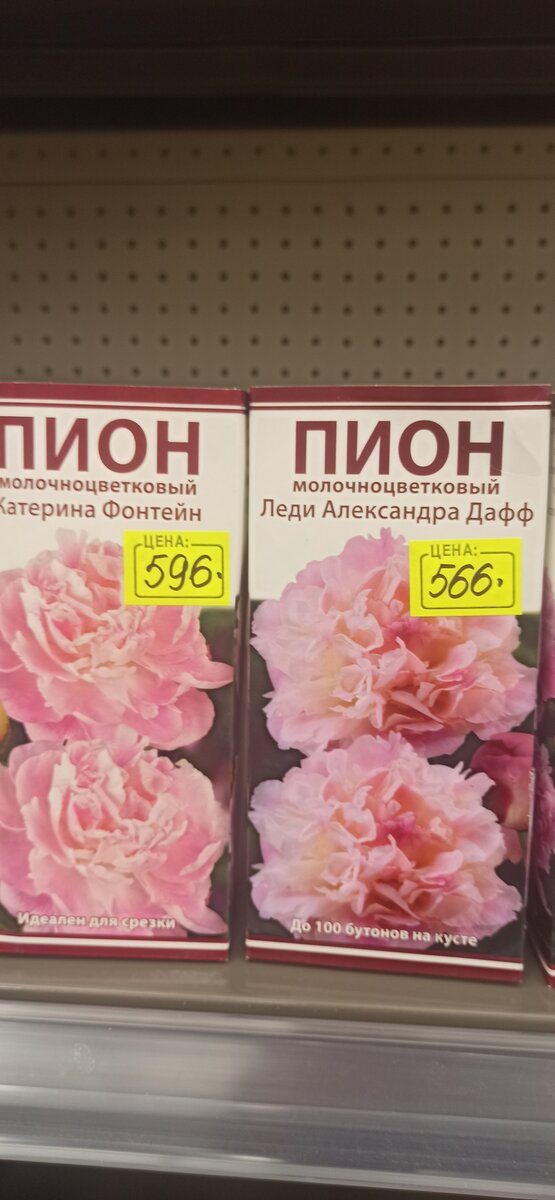 ПИОН
молочноцветковый
Катерина Фонтейн
ЦЕНА:
596.
Идеален для срезки
ПИОН
молочноцветковый
Леди Александра Дафф
ЦЕНА:
566.
До 100 бутонов на кусте